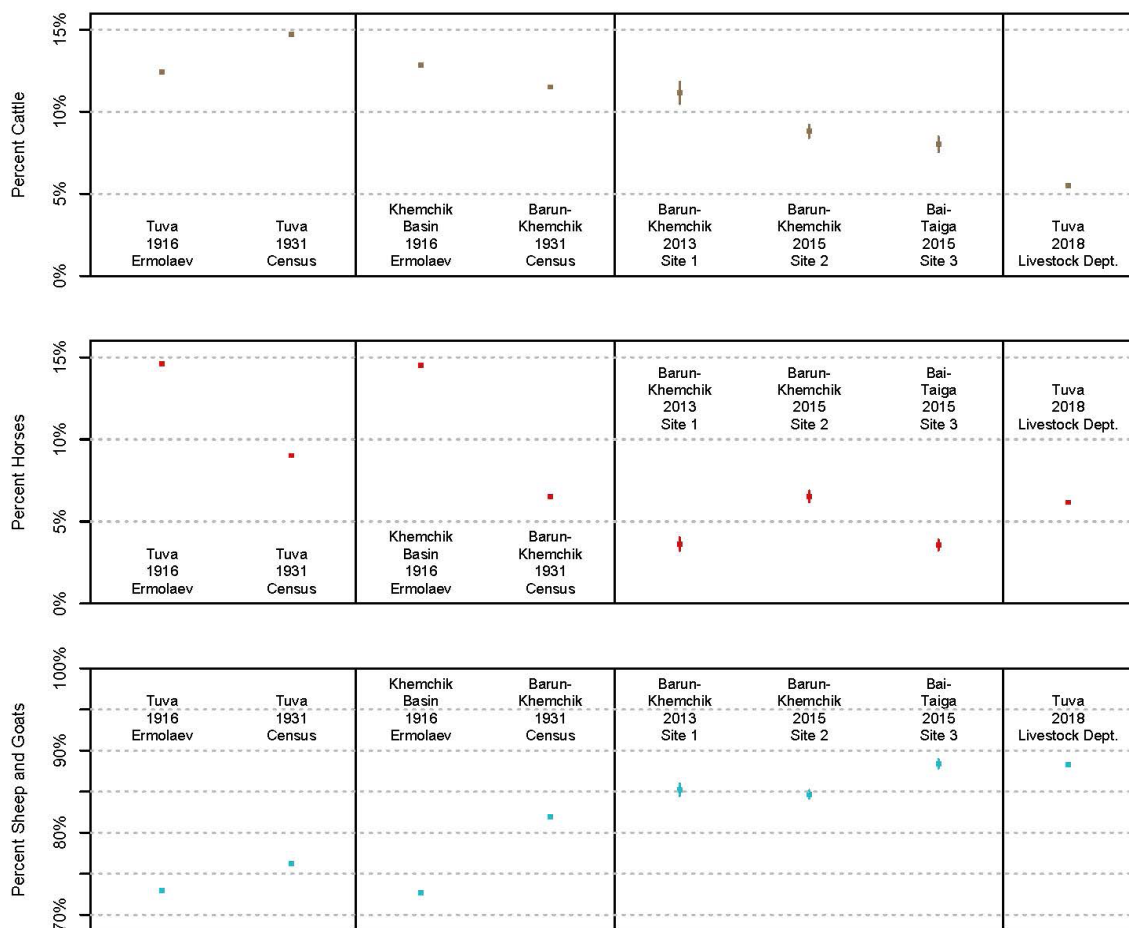 Percent Cattle
15%
10%
5%
0%
Tuva
1916
Ermolaev
Tuva
1931
Census
Khemchik
Basin
1916
Ermolaev
Barun-
Khemchik
1931
Census
Barun-
Khemchik
2013
Site 1
Barun-
Khemchik
2015
Site 2
Bai-
Taiga
2015
Site 3
Tuva
2018
Livestock Dept.
Percent Horses
15%
10%
5%
0%
Tuva
1916
Ermolaev
Tuva
1931
Census
Khemchik
Basin
1916
Ermolaev
Barun-
Khemchik
1931
Census
Barun-
Khemchik
2013
Site 1
Barun-
Khemchik
2015
Site 2
Bai-
Taiga
2015
Site 3
Tuva
2018
Livestock Dept.
Percent Sheep and Goats
100%
90%
80%
70%
Tuva
1916
Ermolaev
Tuva
1931
Census
Khemchik
Basin
1916
Ermolaev
Barun-
Khemchik
1931
Census
Barun-
Khemchik
2013
Site 1
Barun-
Khemchik
2015
Site 2
Bai-
Taiga
2015
Site 3
Tuva
2018
Livestock Dept.